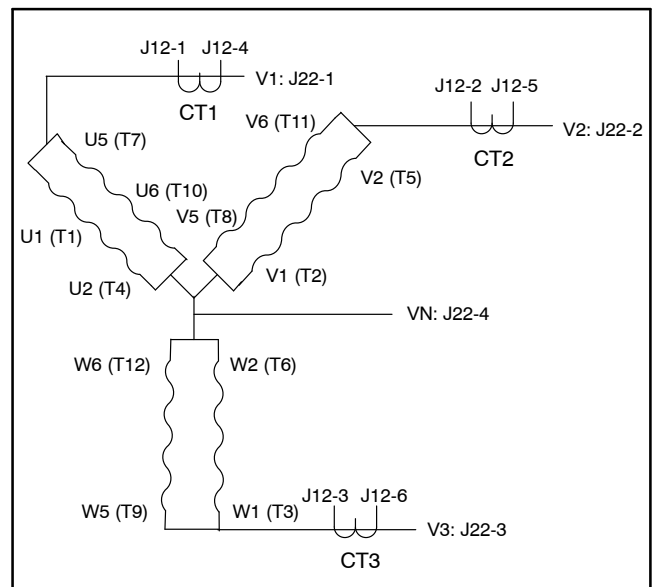 J12-1 J12-4
V1: J22-1
CT1
J12-2 J12-5
V2: J22-2
CT2
U5 (T7)
V6 (T11)
U6 (T10)
V2 (T5)
V5 (T8)
U1 (T1)
V1 (T2)
U2 (T4)
VN: J22-4
W6 (T12)
W2 (T6)
J12-3 J12-6
W5 (T9)
W1 (T3)
V3: J22-3
CT3